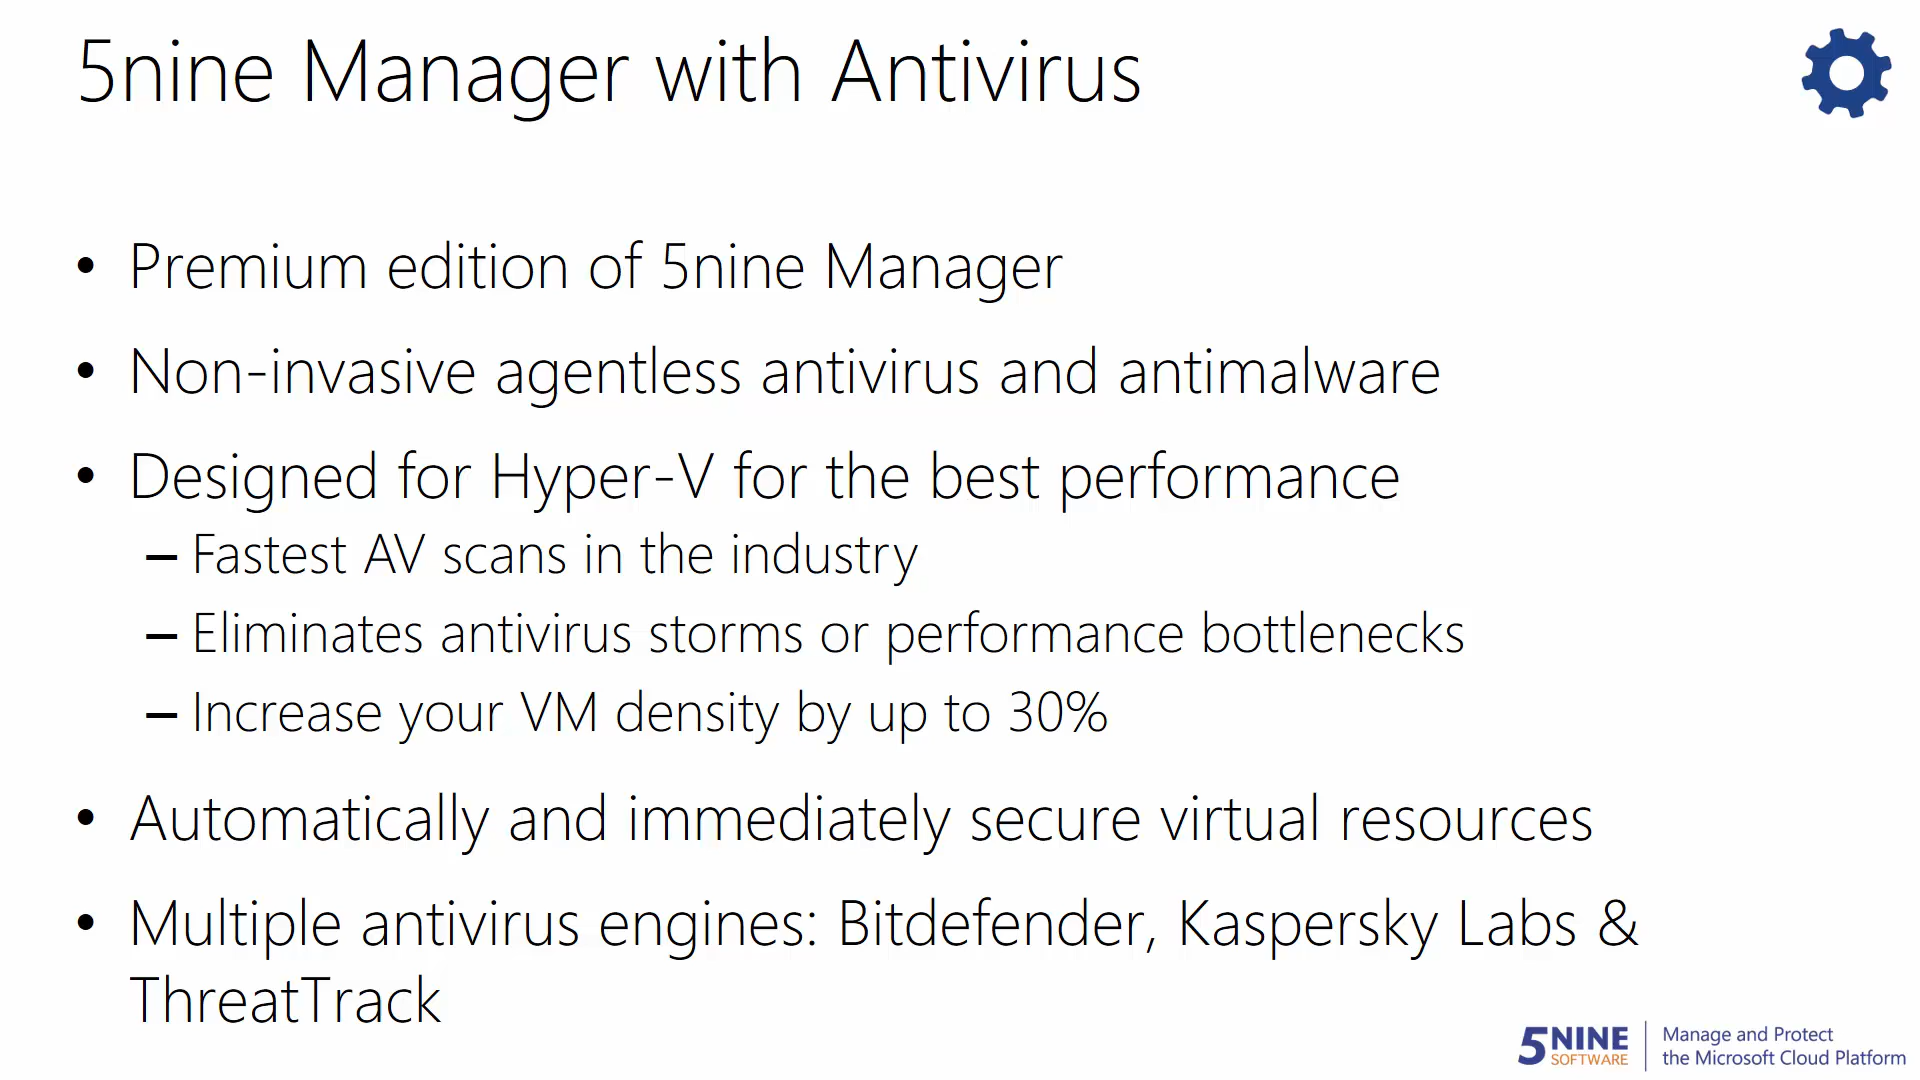 5nine Manager with Antivirus
• Premium edition of 5nine Manager
• Non-invasive agentless antivirus and antimalware
• Designed for Hyper-V for the best performance
– Fastest AV scans in the industry
– Eliminates antivirus storms or performance bottlenecks
– Increase your VM density by up to 30%
• Automatically and immediately secure virtual resources
• Multiple antivirus engines: Bitdefender, Kaspersky Labs &
ThreatTrack
5NINE
SOFTWARE
Manage and Protect
the Microsoft Cloud Platform